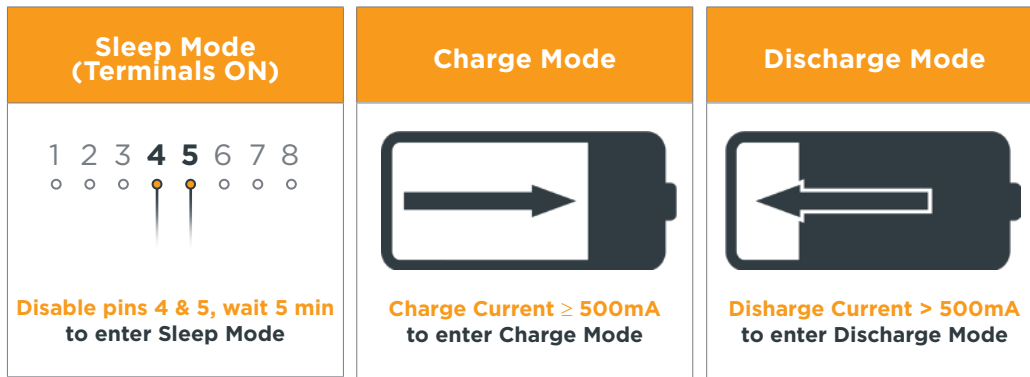 Sleep Mode
(Terminals ON)
1 2 3 4 5 6 7 8
Disable pins 4 & 5, wait 5 min
to enter Sleep Mode
Charge Mode
Charge Current ≥ 500mA
to enter Charge Mode
Discharge Mode
Disharge Current > 500mA
to enter Discharge Mode